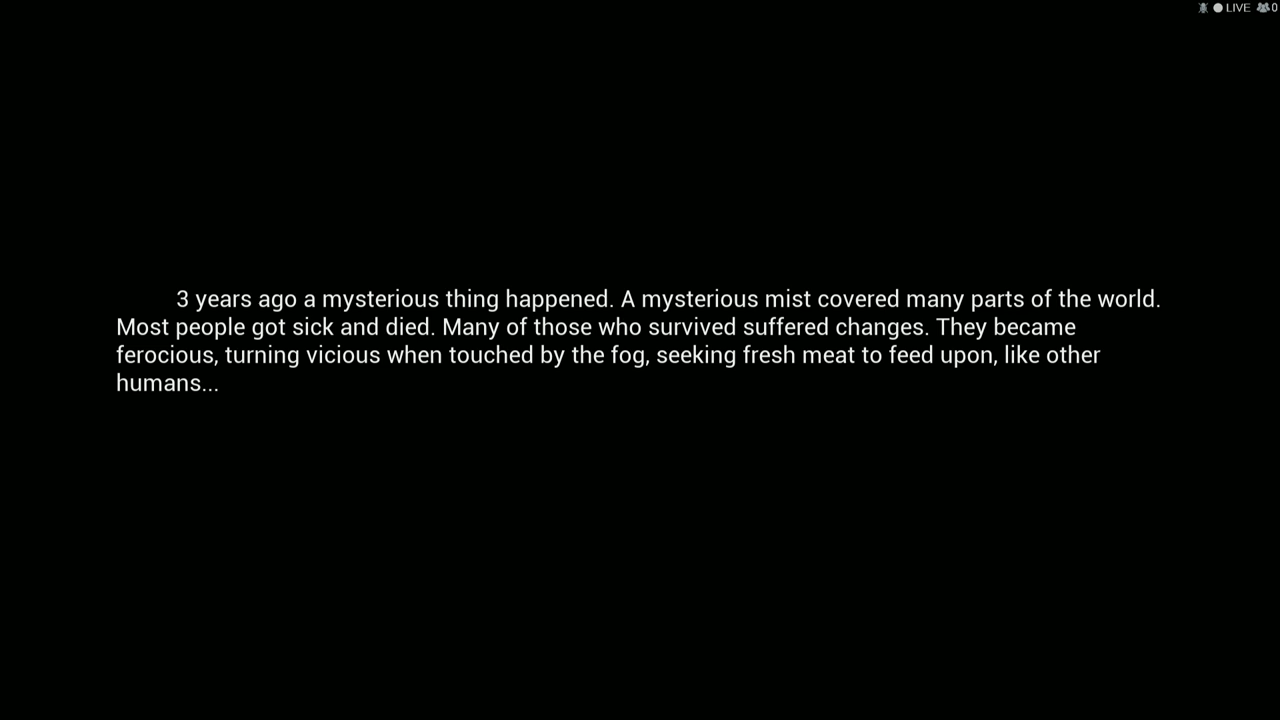 LIVE 0
3 years ago a mysterious thing happened. A mysterious mist covered many parts of the world.
Most people got sick and died. Many of those who survived suffered changes. They became
ferocious, turning vicious when touched by the fog, seeking fresh meat to feed upon, like other
humans...